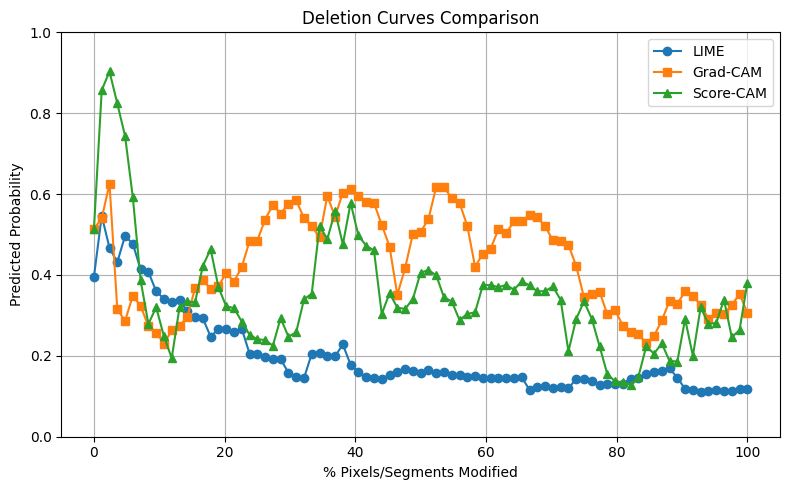 Deletion Curves Comparison
LIME
Grad-CAM
Score-CAM
Predicted Probability
1.0
0.8
0.6
0.4
0.2
0.0
0 20 40 60 80 100
% Pixels/Segments Modified